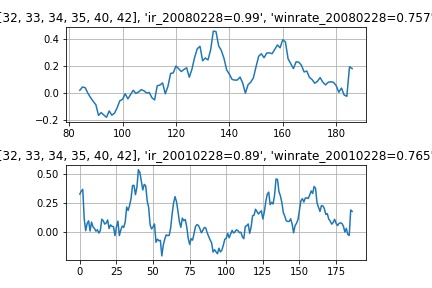 [32, 33, 34, 35, 40, 42], 'ir_20080228=0.99', 'winrate_20080228=0.757'
0.4
0.2
0.0
−0.2
80 100 120 140 160 180
[32, 33, 34, 35, 40, 42], 'ir_20010228=0.89', 'winrate_20010228=0.765'
0.50
0.25
0.00
0 25 50 75 100 125 150 175